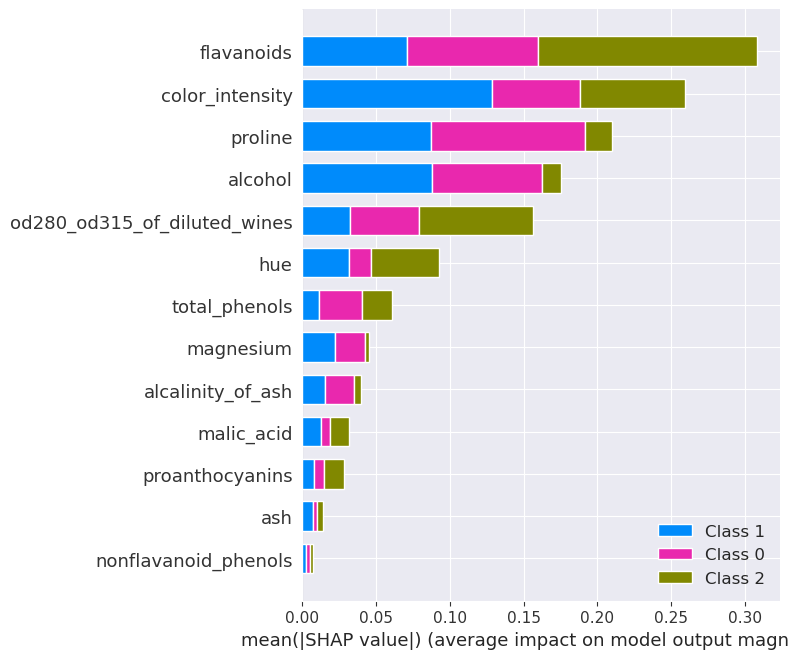 flavanoids
color_intensity
proline
alcohol
od280_od315_of_diluted_wines
hue
total_phenols
magnesium
alcalinity_of_ash
malic_acid
proanthocyanins
ash
nonflavanoid_phenols
Class 1
Class 0
Class 2
0.00 0.05 0.10 0.15 0.20 0.25 0.30
mean(|SHAP value|) (average impact on model output magn